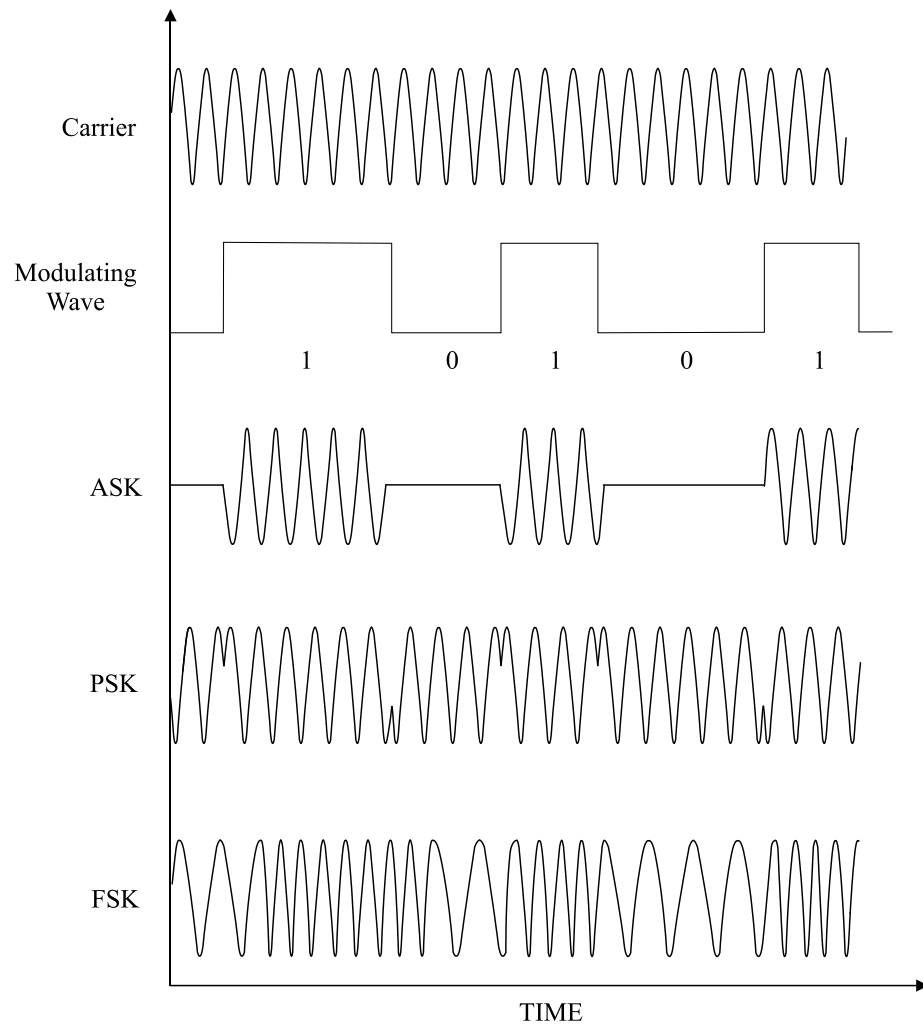 Carrier
Modulating
Wave
1 0 1 0 1
ASK
PSK
FSK
TIME